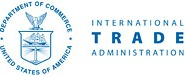 DEPARTMENT OF COMMERCE
UNITED STATES OF AMERICA
INTERNATIONAL
TRADE
ADMINISTRATION